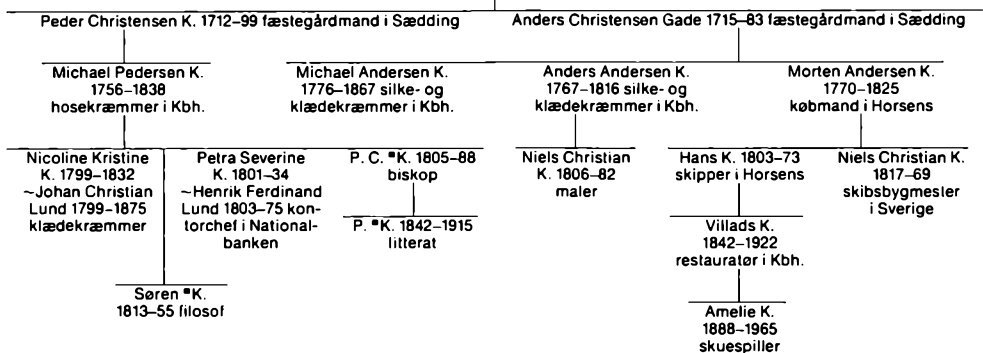 Peder Christensen K. 1712–99 fæstegårdmand i Sædding
Anders Christensen Gade 1715–83 fæstegårdmand i Sædding
Michael Pedersen K.
1756–1838
hosekræmmer i Kbh.
Michael Andersen K.
1776–1867 silke- og
klædekræmmer i Kbh.
Anders Andersen K.
1767–1816 silke- og
klædekræmmer i Kbh.
Morten Andersen K.
1770–1825
købmand i Horsens
Nicoline Kristine
K. 1799–1832
~Johan Christian
Lund 1799–1875
klædekræmmer
Petra Severine
K. 1801–34
~Henrik Ferdinand
Lund 1803–75 kon-
torchef i National-
banken
P. C. *K. 1805–88
biskop
Niels Christian
K. 1806–82
maler
Hans K. 1803–73
skipper i Horsens
Niels Christian K.
1817–69
skibsbygmesler
i Sverige
P. *K. 1842–1915
litterat
Villads K.
1842–1922
restauratør i Kbh.
Søren *K.
1813–55 filosof
Amelie K.
1888–1965
skuespiller